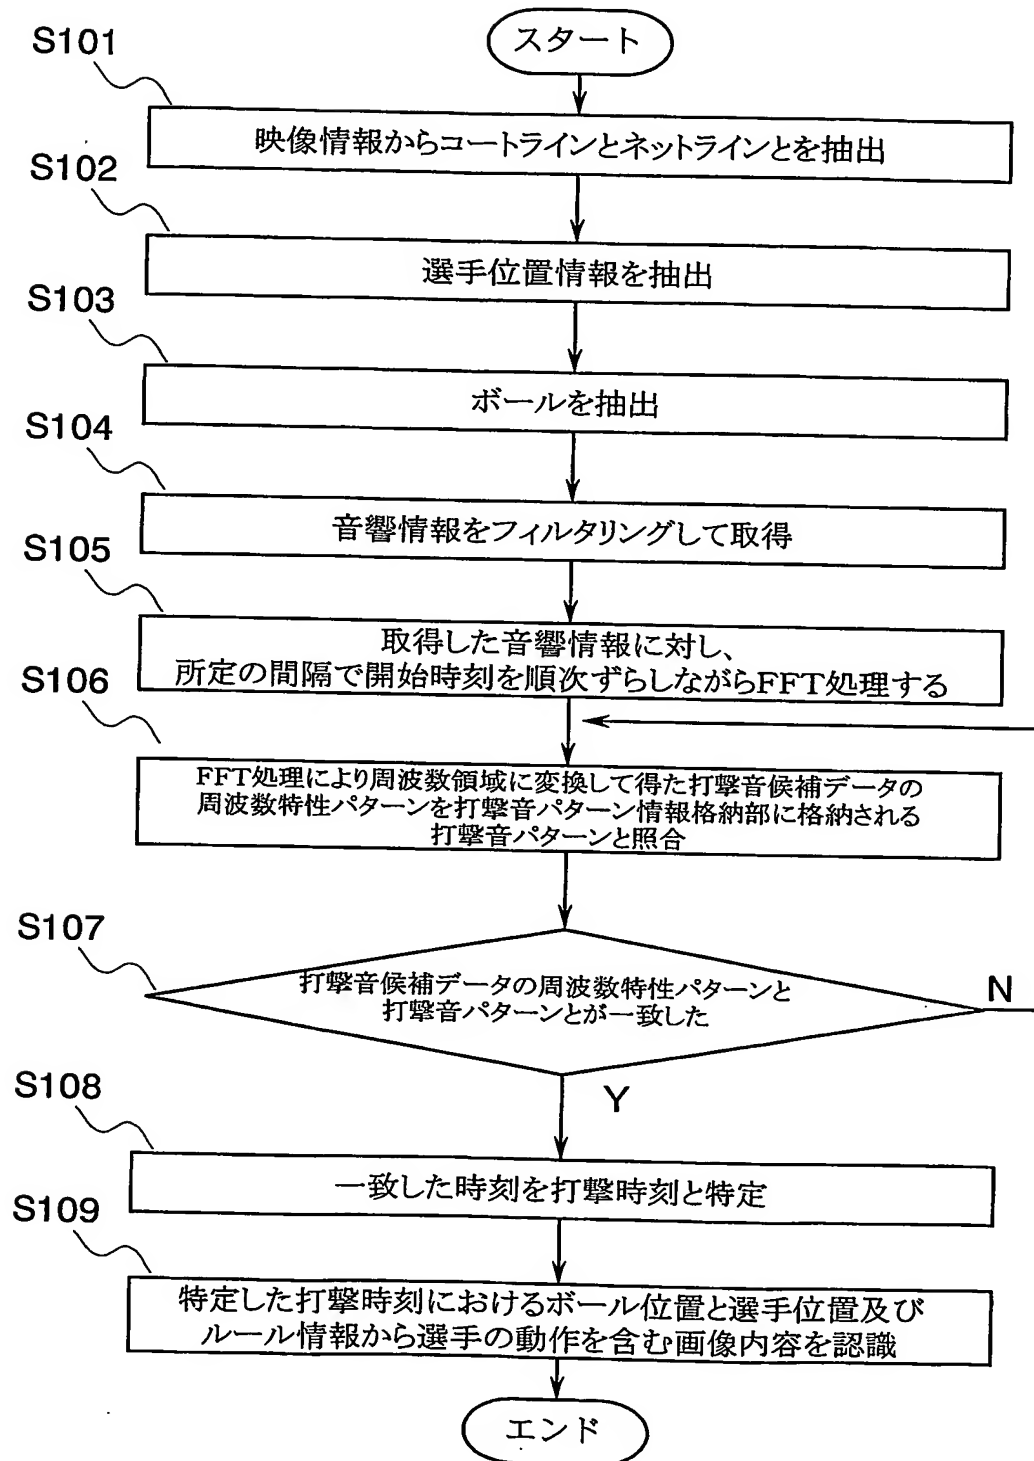 スタート
S101
映像情報からコートラインとネットラインとを抽出
S102
選手位置情報を抽出
S103
ボールを抽出
S104
音響情報をフィルタリングして取得
S105
取得した音響情報に対し、
所定の間隔で開始時刻を順次ずらしながらFFT処理する
S106
FFT処理により周波数領域に変換して得た打撃音候補データの
周波数特性パターンを打撃音パターン情報格納部に格納される
打撃音パターンと照合
S107
打撃音候補データの周波数特性パターンと
打撃音パターンとが一致した
N
Y
S108
一致した時刻を打撃時刻と特定
S109
特定した打撃時刻におけるボール位置と選手位置及び
ルール情報から選手の動作を含む画像内容を認識
エンド